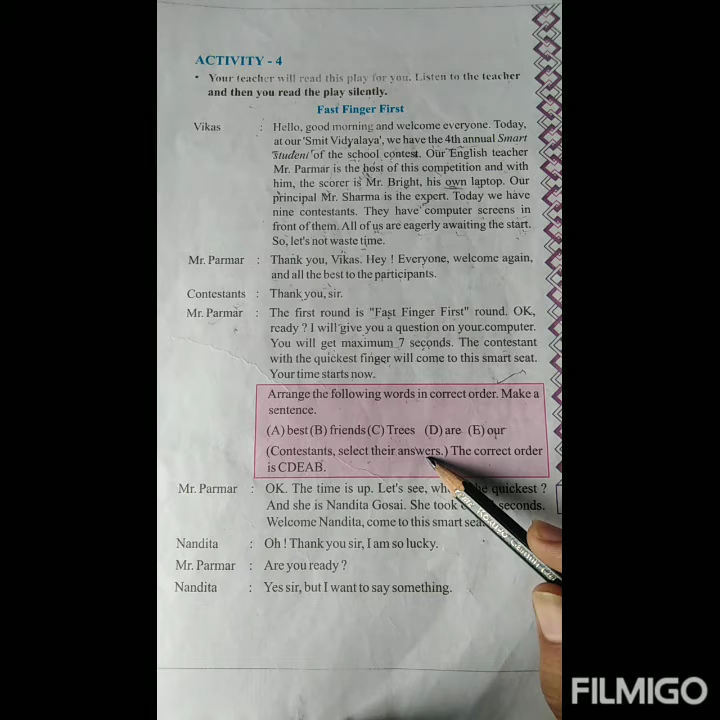 ACTIVITY - 4
• Your teacher will read this play for you. Listen to the teacher
and then you read the play silently.
Fast Finger First
Vikas : Hello, good morning and welcome everyone. Today,
at our 'Smit Vidyalaya', we have the 4th annual Smart
Student of the school contest. Our English teacher
Mr. Parmar is the host of this competition and with
him, the scorer is Mr. Bright, his own laptop. Our
principal Mr. Sharma is the expert. Today we have
nine contestants. They have computer screens in
front of them. All of us are eagerly awaiting the start.
So, let's not waste time.
Mr. Parmar : Thank you, Vikas. Hey ! Everyone, welcome again,
and all the best to the participants.
Contestants : Thank you, sir.
Mr. Parmar : The first round is "Fast Finger First" round. OK,
ready ? I will give you a question on your computer.
You will get maximum 7 seconds. The contestant
with the quickest finger will come to this smart seat.
Your time starts now.
Arrange the following words in correct order. Make a
sentence.
(A) best (B) friends (C) Trees (D) are (E) our
(Contestants, select their answers.) The correct order
is CDEAB.
Mr. Parmar : OK. The time is up. Let's see, quickest ?
And she is Nandita Gosai. She took seconds.
Welcome Nandita, come to this smart
Nandita : Oh ! Thank you sir, I am so lucky.
Mr. Parmar : Are you ready ?
Nandita : Yes sir, but I want to say something.
FILMIGO